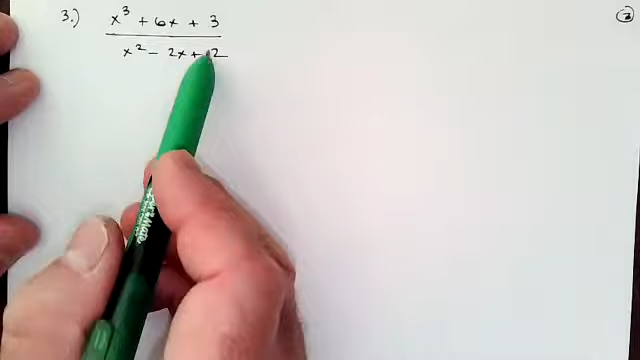 3.) x³ + 6x + 3
x² - 2x + 2